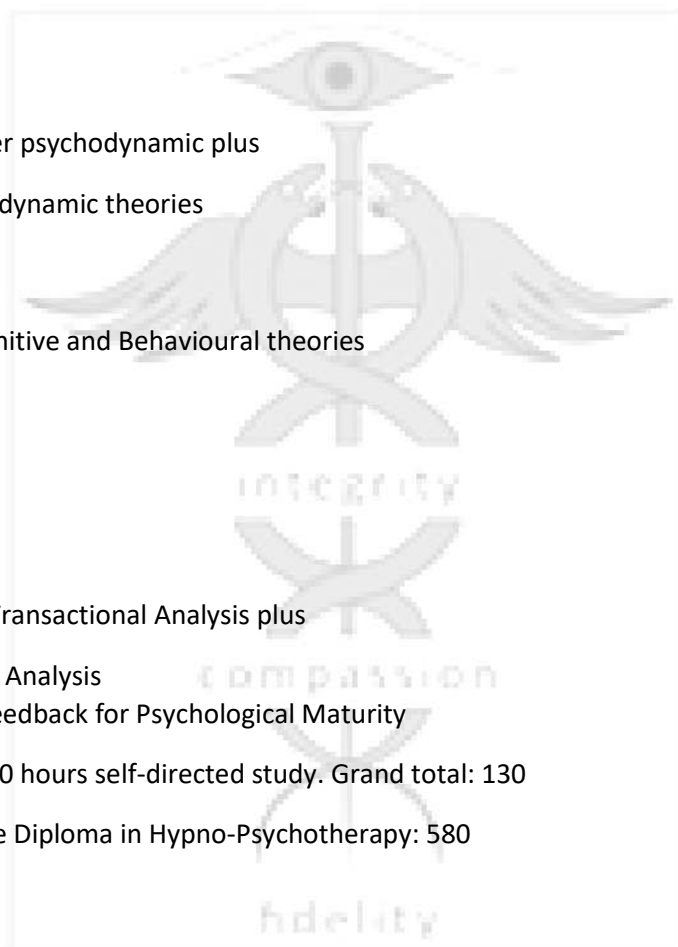 er psychodynamic plus
dynamic theories
nitive and Behavioural theories
integrity
Transactional Analysis plus
Analysis
compassion
eedback for Psychological Maturity
0 hours self-directed study. Grand total: 130
e Diploma in Hypno-Psychotherapy: 580
fidelity